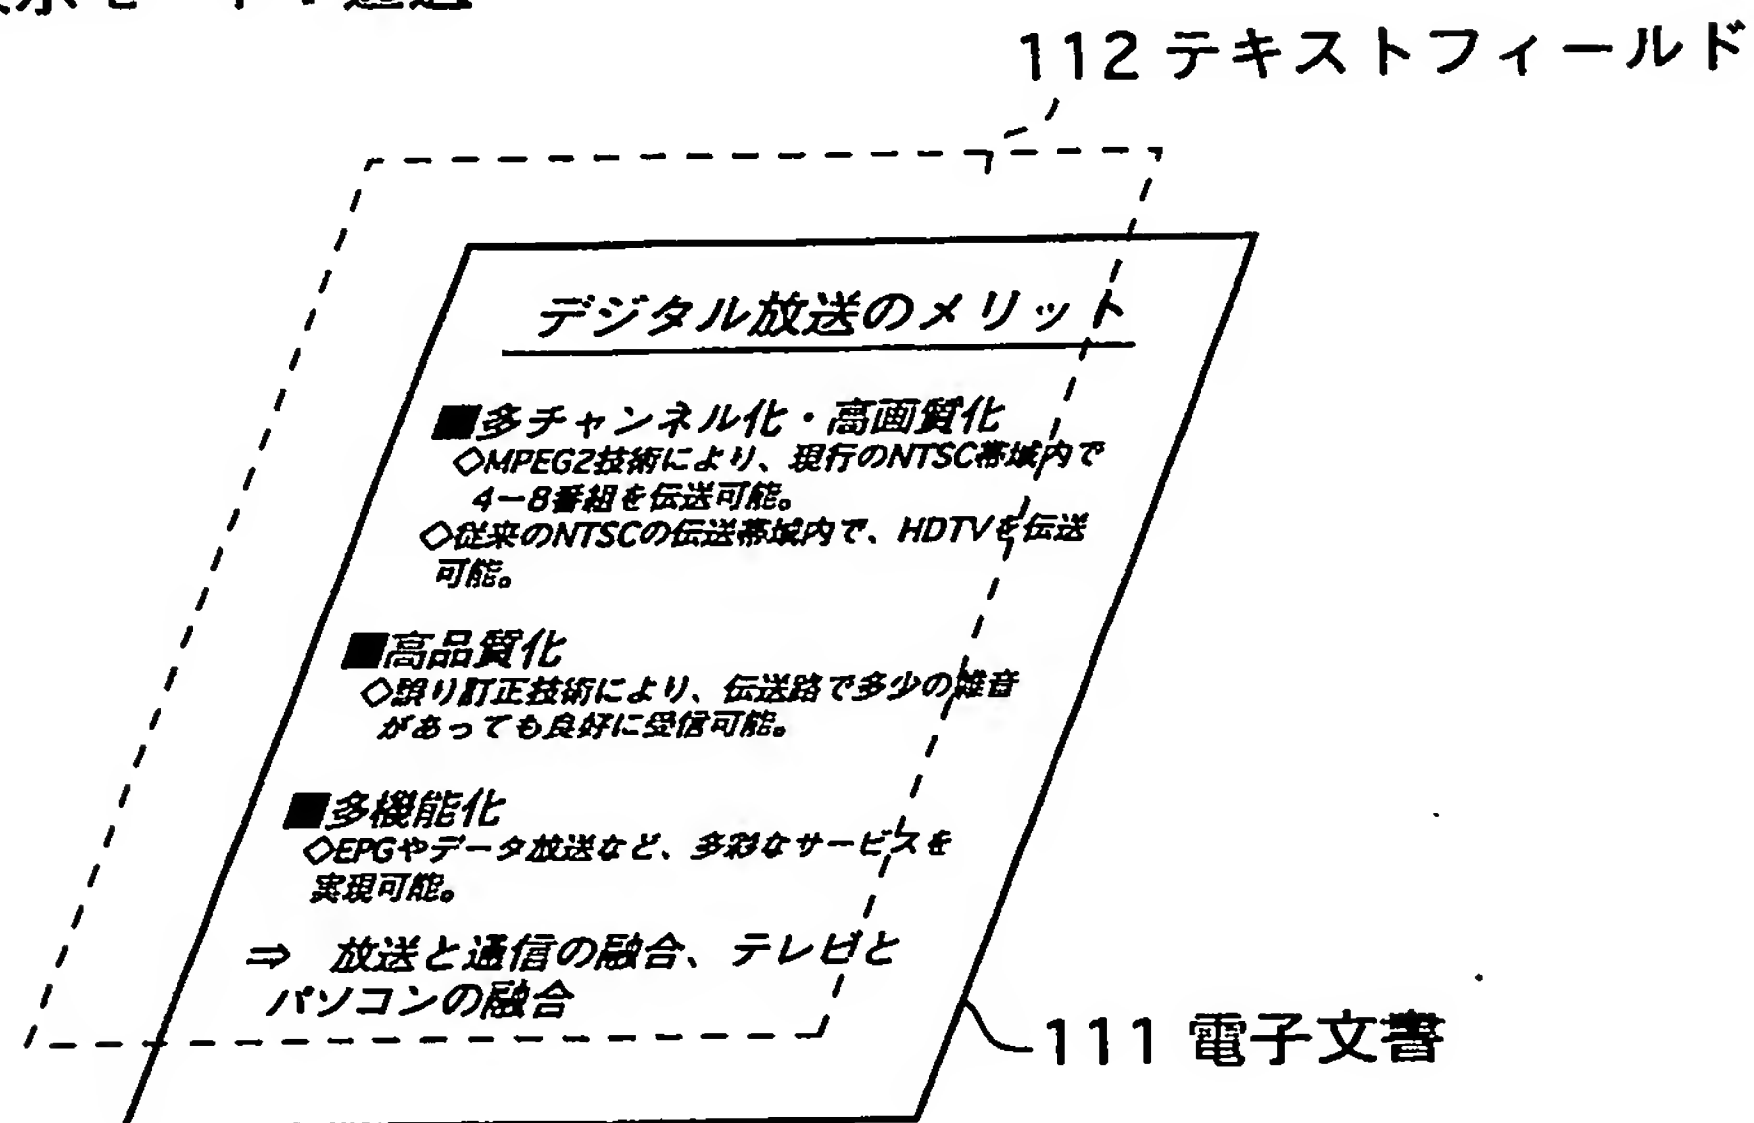 112 テキストフィールド
デジタル放送のメリット
■多チャンネル化・高画質化
◇MPEG2技術により、現行のNTSC帯域内で
4－8番組を伝送可能。
◇従来のNTSCの伝送帯域内で、HDTVを伝送
可能。
■高品質化
◇誤り訂正技術により、伝送路で多少の雑音
があっても良好に受信可能。
■多機能化
◇EPGやデータ放送など、多彩なサービスを
実現可能。
⇒ 放送と通信の融合、テレビと
パソコンの融合
111 電子文書